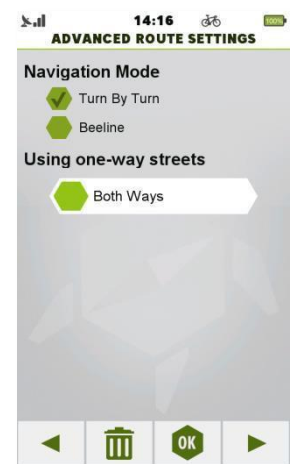 14:16
100%
ADVANCED ROUTE SETTINGS
Navigation Mode
Turn By Turn
Beeline
Using one-way streets
Both Ways
OK